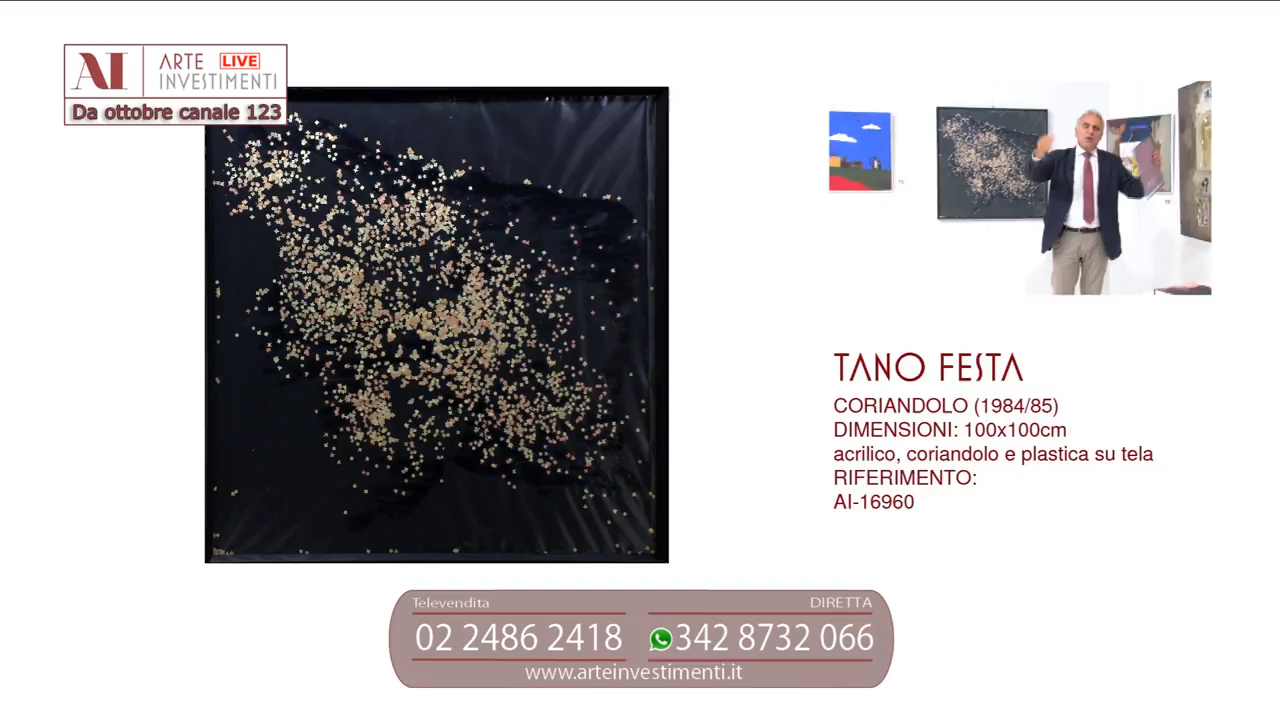 AI ARTE LIVE
INVESTIMENTI
Da ottobre canale 123
TANO FESTA
CORIANDOLO (1984/85)
DIMENSIONI: 100x100cm
acrilico, coriandolo e plastica su tela
RIFERIMENTO:
AI-16960
Televendita
DIRETTA
02 2486 2418
342 8732 066
www.arteinvestimenti.it